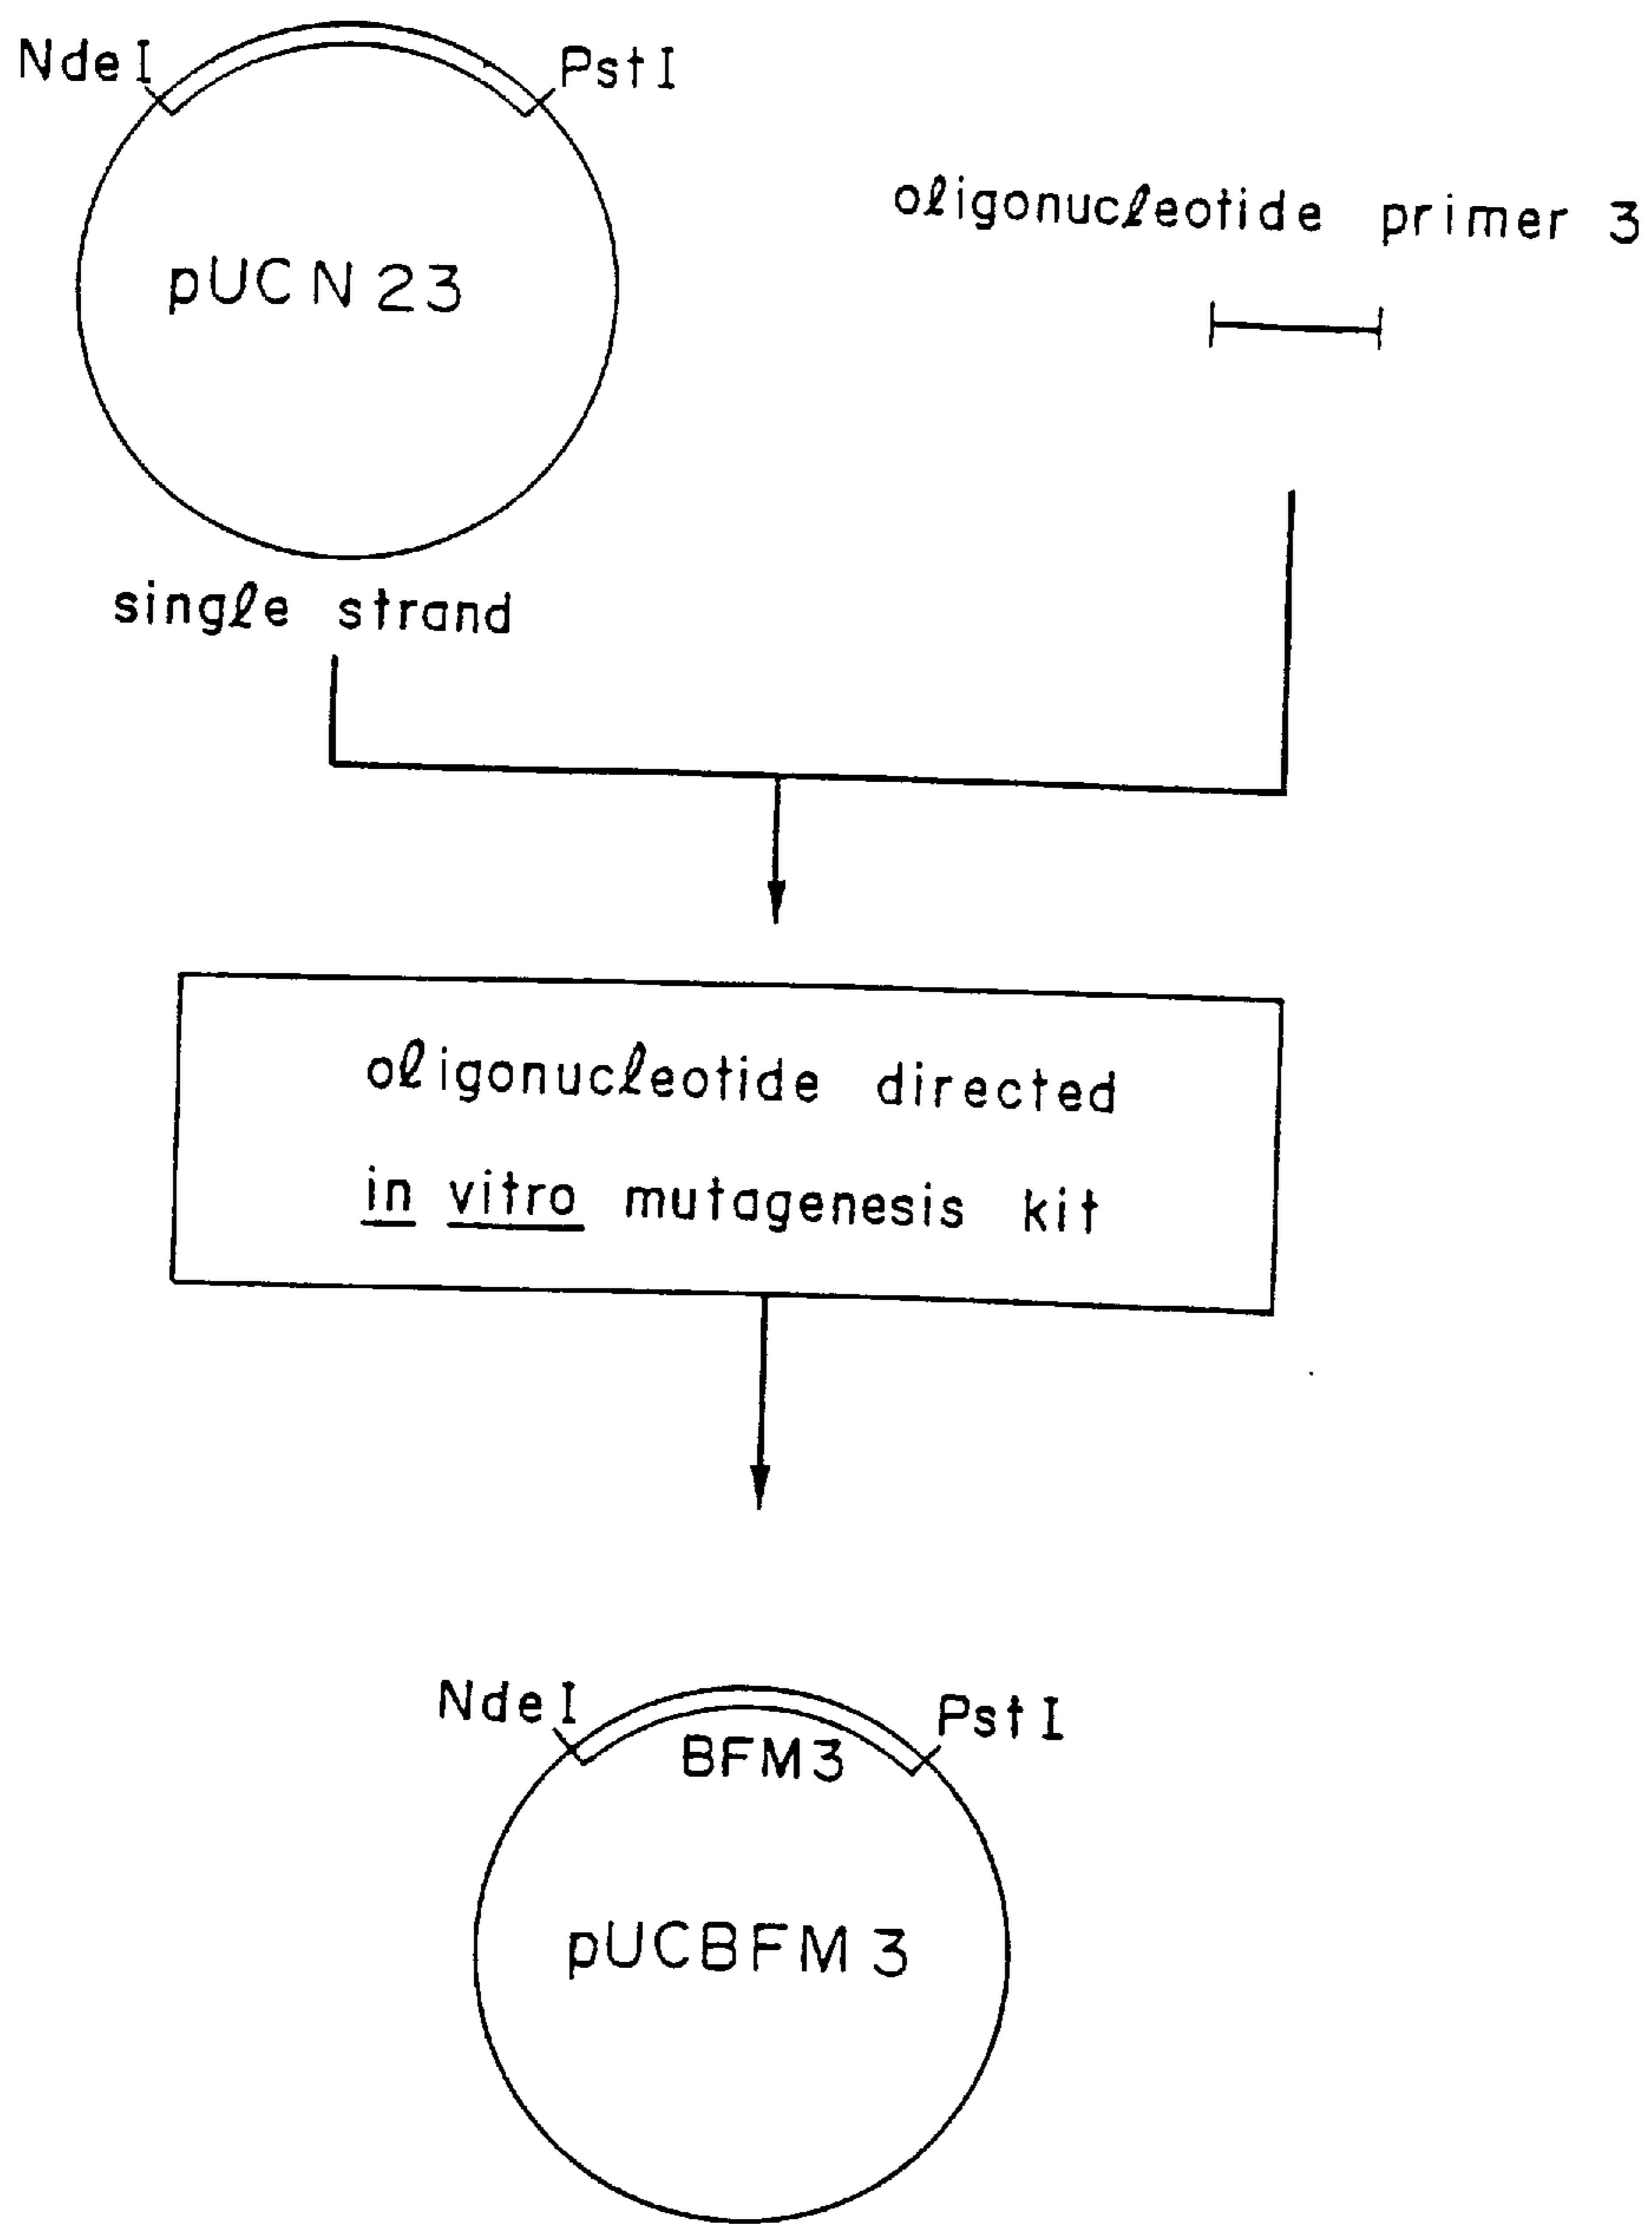 NdeI
PstI
pUCN23
oligonucleotide primer 3
single strand
oligonucleotide directed
in vitro mutagenesis kit
NdeI
PstI
BFM3
pUCBFM3